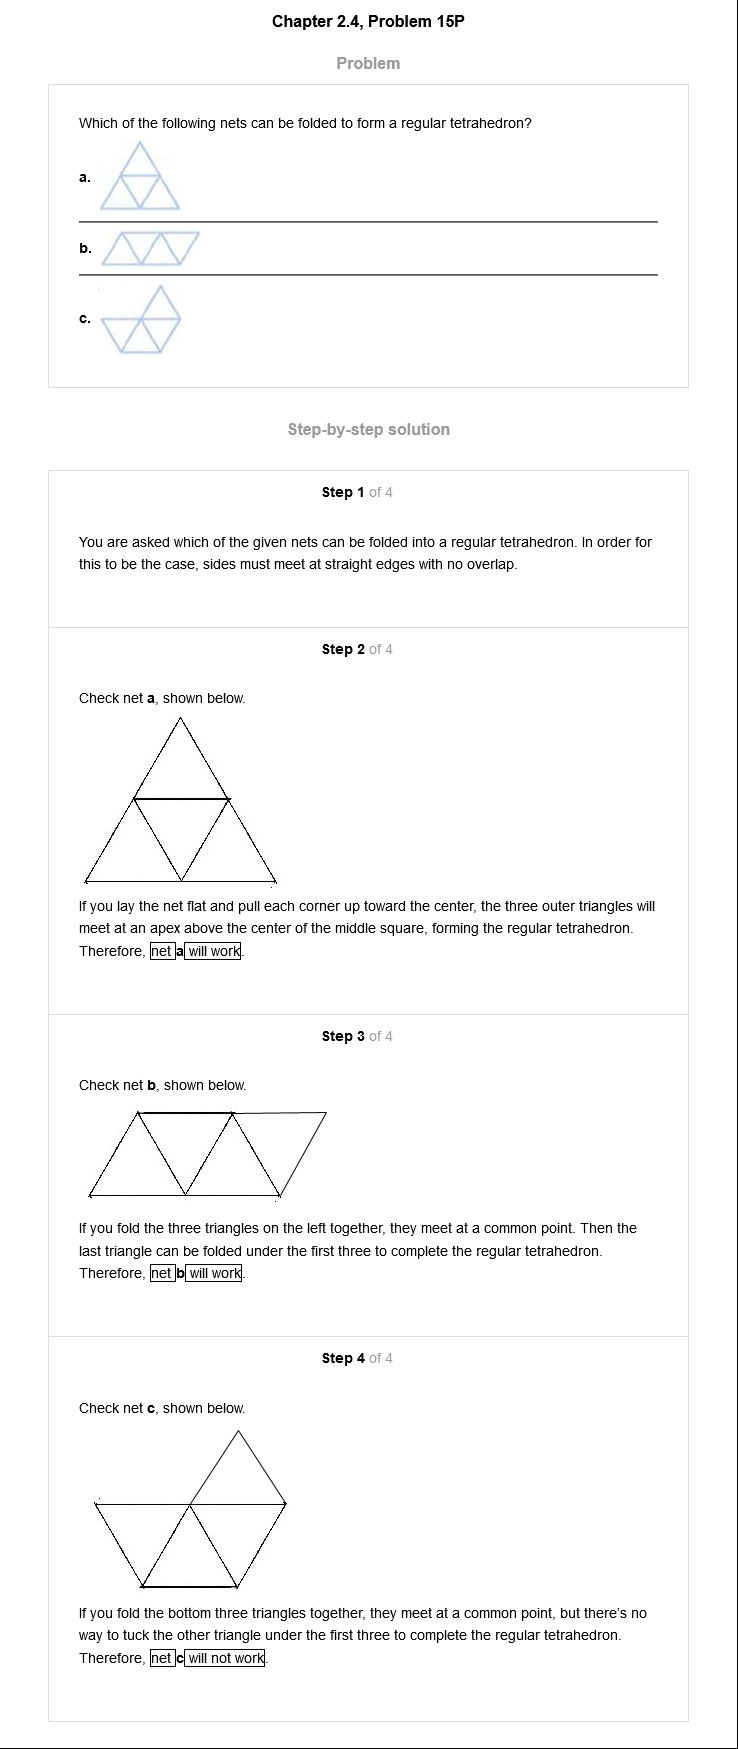 Chapter 2.4, Problem 15P
Problem
Which of the following nets can be folded to form a regular tetrahedron?
a.
b.
c.
Step-by-step solution
Step 1 of 4
You are asked which of the given nets can be folded into a regular tetrahedron. In order for
this to be the case, sides must meet at straight edges with no overlap.
Step 2 of 4
Check net a, shown below.
If you lay the net flat and pull each corner up toward the center, the three outer triangles will
meet at an apex above the center of the middle square, forming the regular tetrahedron.
Therefore, net a will work.
Step 3 of 4
Check net b, shown below.
If you fold the three triangles on the left together, they meet at a common point. Then the
last triangle can be folded under the first three to complete the regular tetrahedron.
Therefore, net b will work.
Step 4 of 4
Check net c, shown below.
If you fold the bottom three triangles together, they meet at a common point, but there's no
way to tuck the other triangle under the first three to complete the regular tetrahedron.
Therefore, net c will not work.